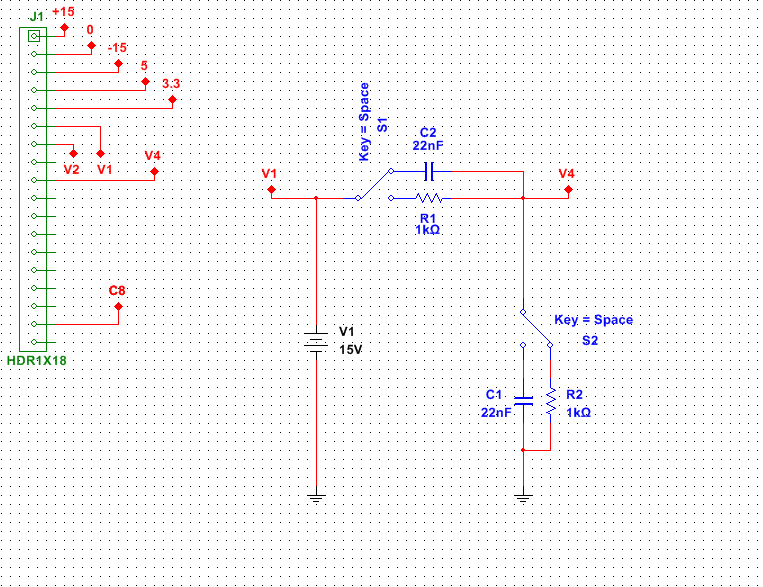 J1
+15
0
-15
5
3.3
V2
V1
V4
C8
HDR1X18
V1
Key = Space
S1
C2
22nF
R1
1kΩ
V4
V1
15V
Key = Space
S2
C1
22nF
R2
1kΩ